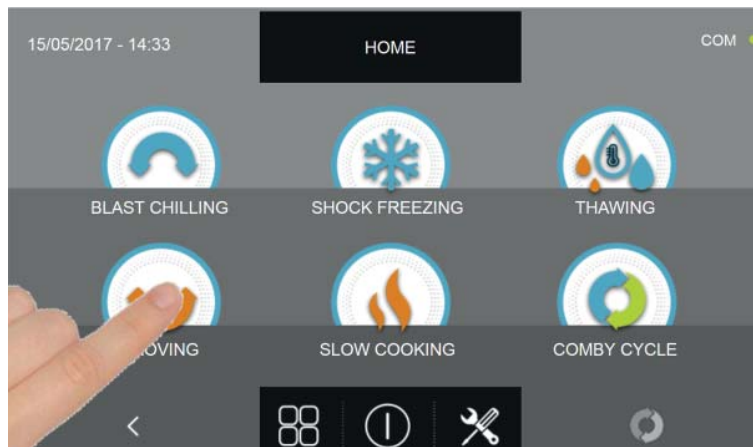 15/05/2017 - 14:33
HOME
COM
BLAST CHILLING
SHOCK FREEZING
THAWING
OVING
SLOW COOKING
COMBY CYCLE